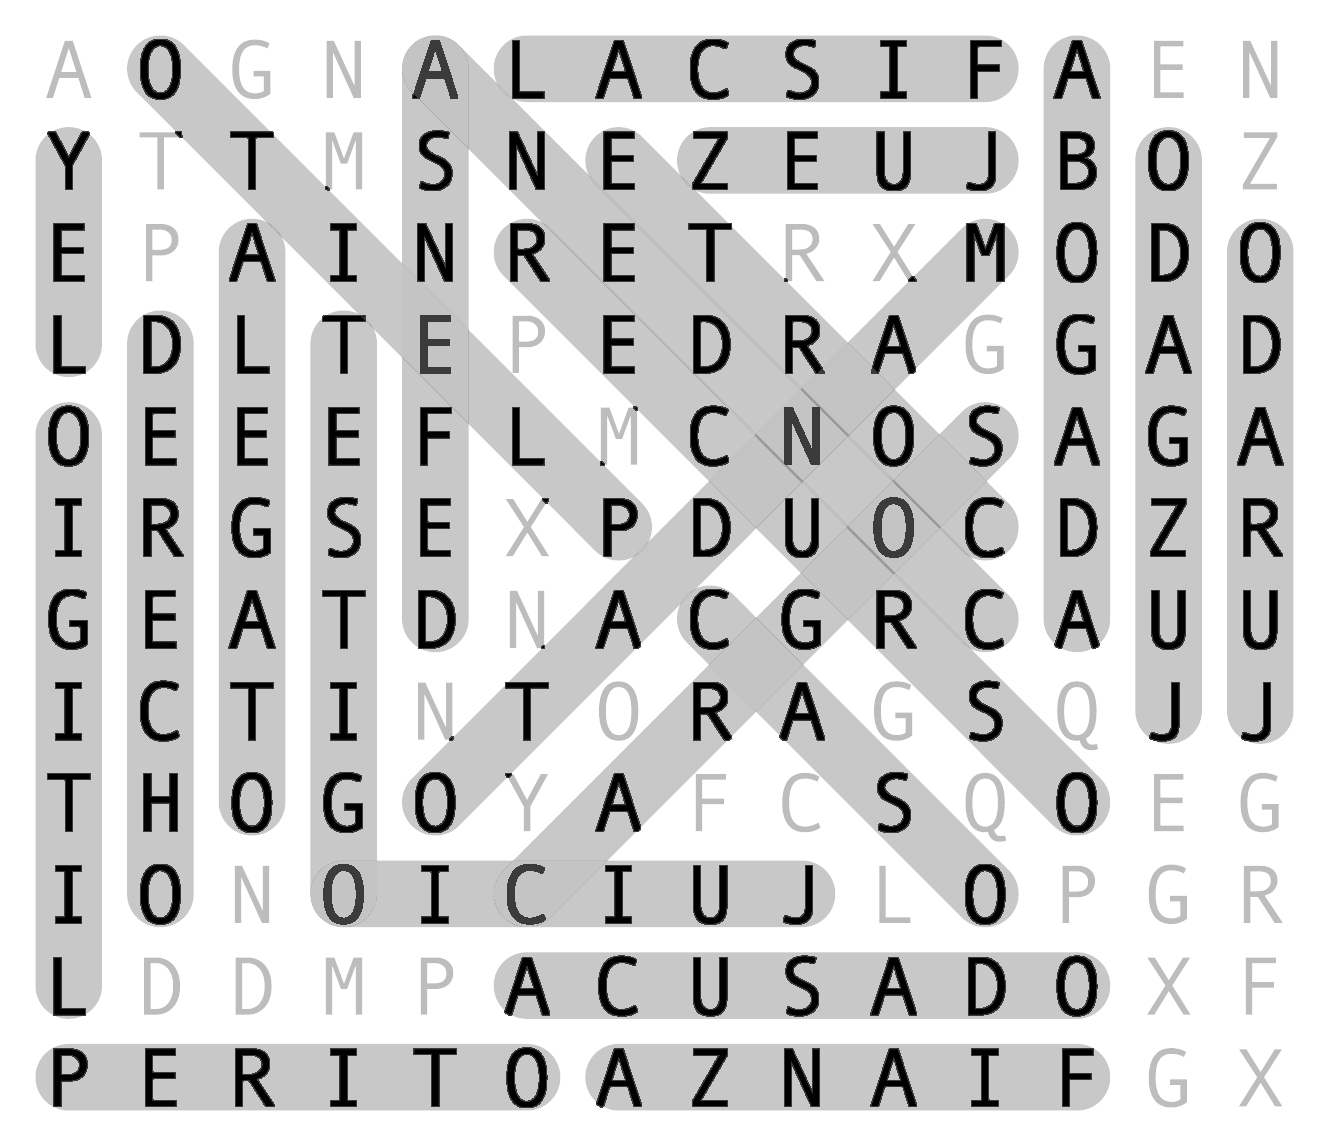 A O G N A L A C S I F A E N
Y T T M S N E Z E U J B O Z
E P A I N R E T R X M O D O
L D L T E P E D R A G G A D
O E E E F L M C N O S A G A
I R G S E X P D U O C D Z R
G E A T D N A C G R C A U U
I C T I N T O R A G S Q J J
T H O G O Y A F C S Q O E G
I O N O I C I U J L O P G R
L D D M P A C U S A D O X F
P E R I T O A Z N A I F G X